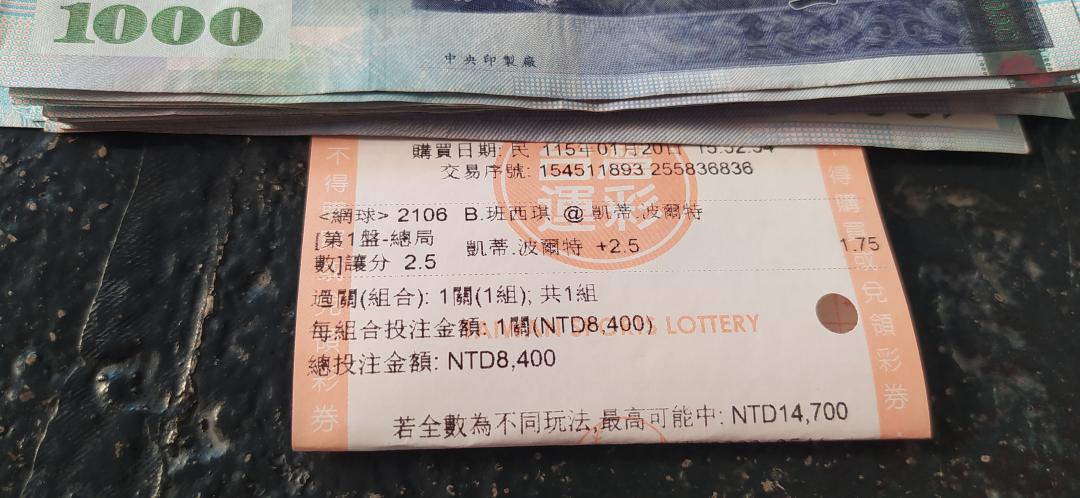 1000
中央印製廠
購買日期: 民 115年01月20日 15:52:54
交易序號: 154511893 255836836
<網球> 2106 B.班西琪 @ 凱蒂.波爾特
[第1盤-總局數]讓分 2.5 凱蒂.波爾特 +2.5 1.75
過關(組合): 1關(1組); 共1組
每組合投注金額: 1關(NTD8,400)
總投注金額: NTD8,400
若全數為不同玩法,最高可能中: NTD14,700
運彩
SPORTS LOTTERY
不得
彩券
得購買或兌領彩券